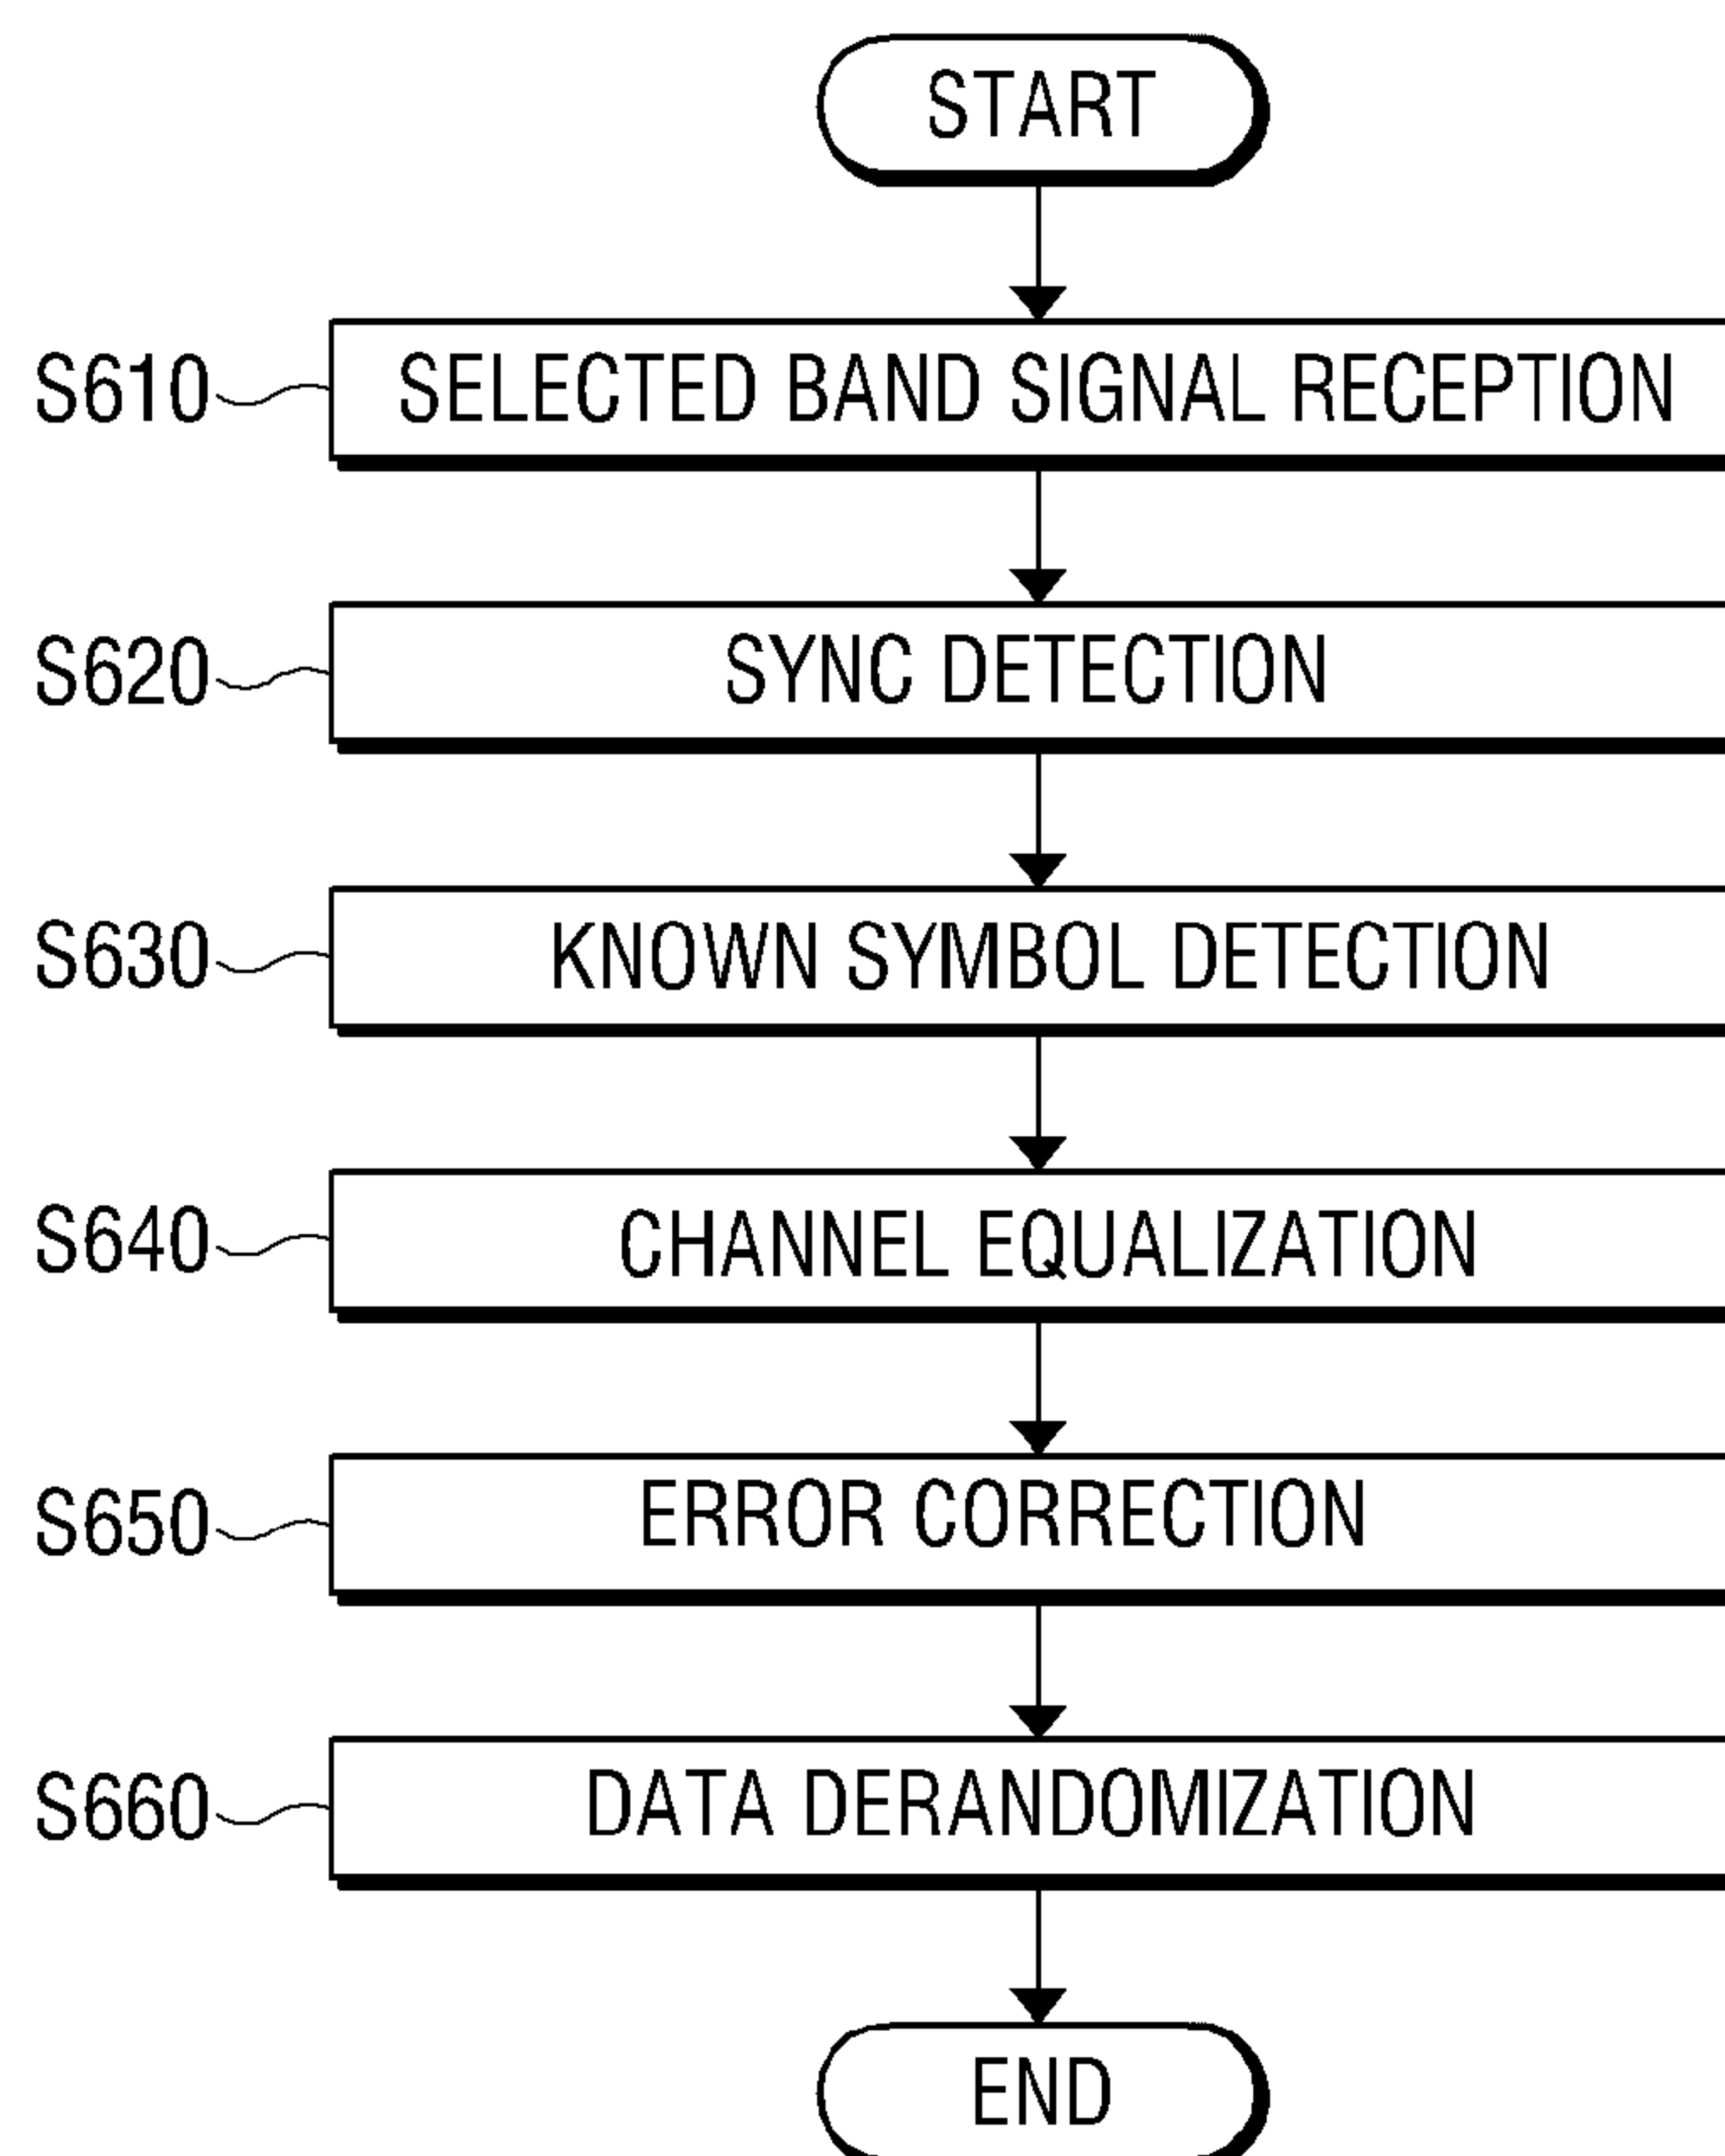 START
S610 SELECTED BAND SIGNAL RECEPTION
S620 SYNC DETECTION
S630 KNOWN SYMBOL DETECTION
S640 CHANNEL EQUALIZATION
S650 ERROR CORRECTION
S660 DATA DERANDOMIZATION
END